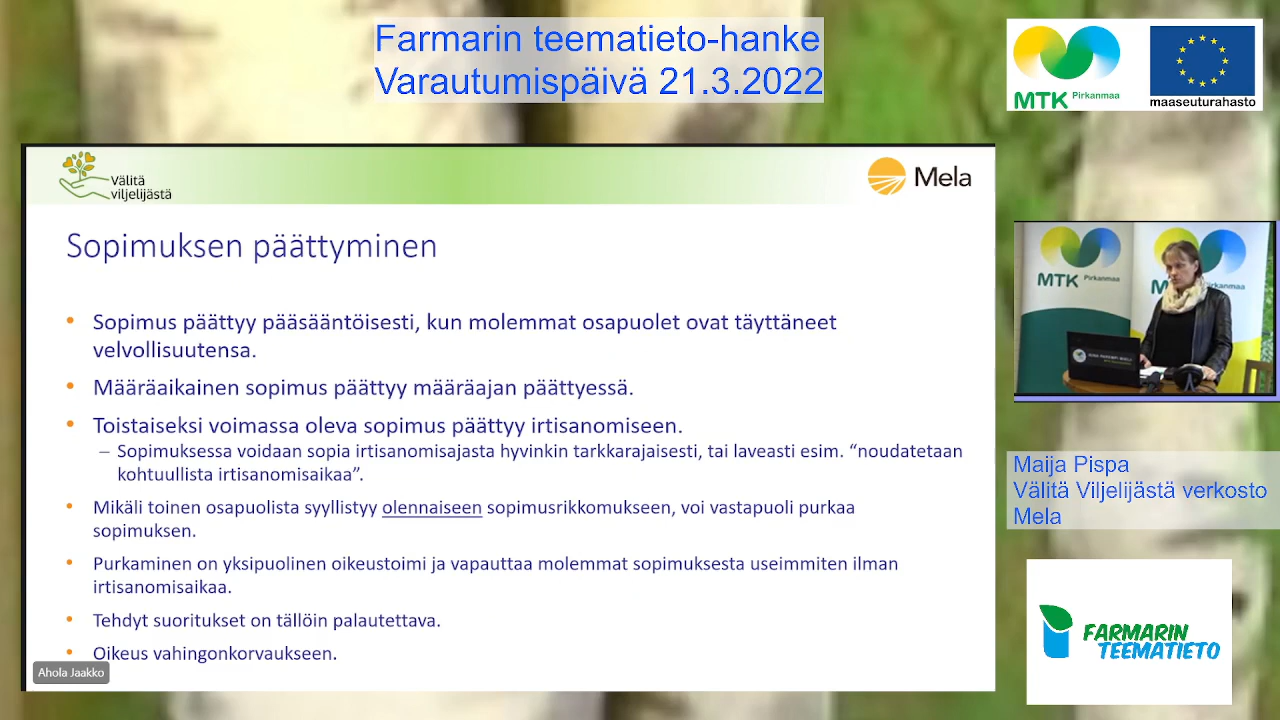 Farmarin teematieto-hanke
Varautumispäivä 21.3.2022
MTK Pirkanmaa
maaseuturahasto
Välitä
viljelijästä
Mela
Sopimuksen päättyminen
• Sopimus päättyy pääsääntöisesti, kun molemmat osapuolet ovat täyttäneet
velvollisuutensa.
• Määräaikainen sopimus päättyy määräajan päättyessä.
• Toistaiseksi voimassa oleva sopimus päättyy irtisanomiseen.
– Sopimuksessa voidaan sopia irtisanomisajasta hyvinkin tarkkarajaisesti, tai laveasti esim. “noudatetaan
kohtuullista irtisanomisaikaa”.
• Mikäli toinen osapuolista syyllistyy olennaiseen sopimusrikkomukseen, voi vastapuoli purkaa
sopimuksen.
• Purkaminen on yksipuolinen oikeustoimi ja vapauttaa molemmat sopimuksesta useimmiten ilman
irtisanomisaikaa.
• Tehdyt suoritukset on tällöin palautettava.
• Oikeus vahingonkorvaukseen.
Ahola Jaakko
MTK Pirkanmaa
Pirkanmaa
Maija Pispa
Välitä Viljelijästä verkosto
Mela
FARMARIN
TEEMATIETO